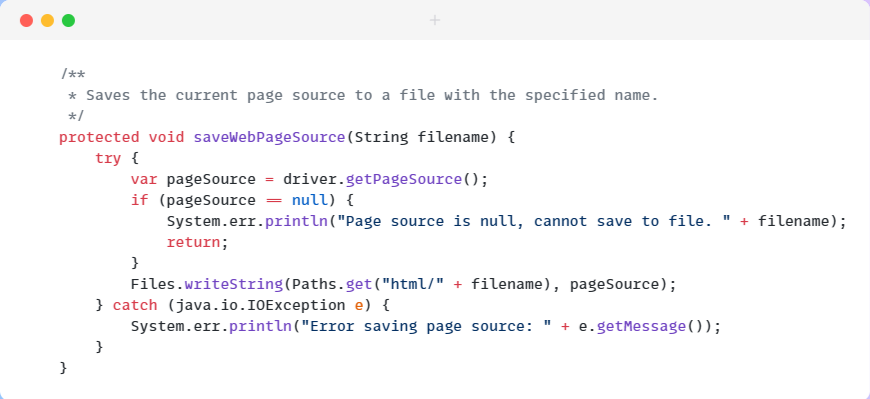 /**
 * Saves the current page source to a file with the specified name.
 */
protected void saveWebPageSource(String filename) {
    try {
        var pageSource = driver.getPageSource();
        if (pageSource == null) {
            System.err.println("Page source is null, cannot save to file. " + filename);
            return;
        }
        Files.writeString(Paths.get("html/" + filename), pageSource);
    } catch (java.io.IOException e) {
        System.err.println("Error saving page source: " + e.getMessage());
    }
}